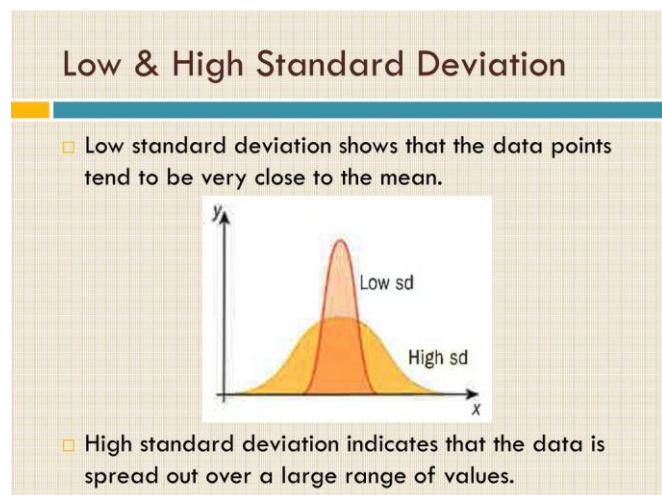 Low & High Standard Deviation
Low standard deviation shows that the data points
tend to be very close to the mean.
y
Low sd
High sd
x
High standard deviation indicates that the data is
spread out over a large range of values.